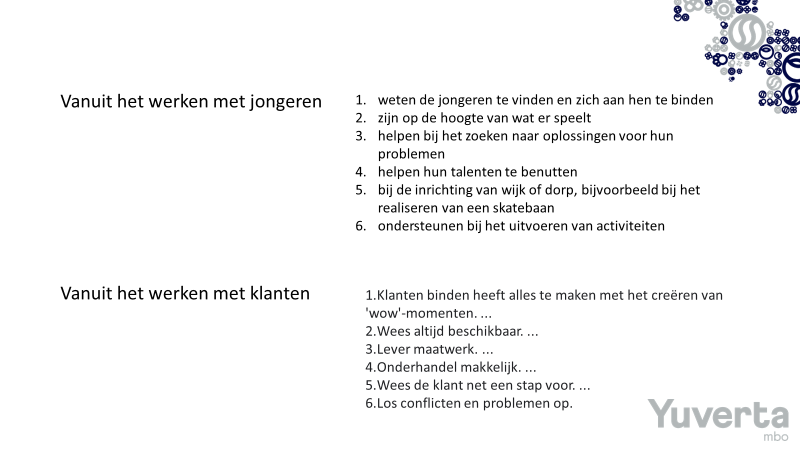 Vanuit het werken met jongeren
1. weten de jongeren te vinden en zich aan hen te binden
2. zijn op de hoogte van wat er speelt
3. helpen bij het zoeken naar oplossingen voor hun
problemen
4. helpen hun talenten te benutten
5. bij de inrichting van wijk of dorp, bijvoorbeeld bij het
realiseren van een skatebaan
6. ondersteunen bij het uitvoeren van activiteiten
Vanuit het werken met klanten
1.Klanten binden heeft alles te maken met het creëren van
'wow'-momenten. ...
2.Wees altijd beschikbaar. ...
3.Lever maatwerk. ...
4.Onderhandel makkelijk. ...
5.Wees de klant net een stap voor. ...
6.Los conflicten en problemen op.
Yuverta
mbo